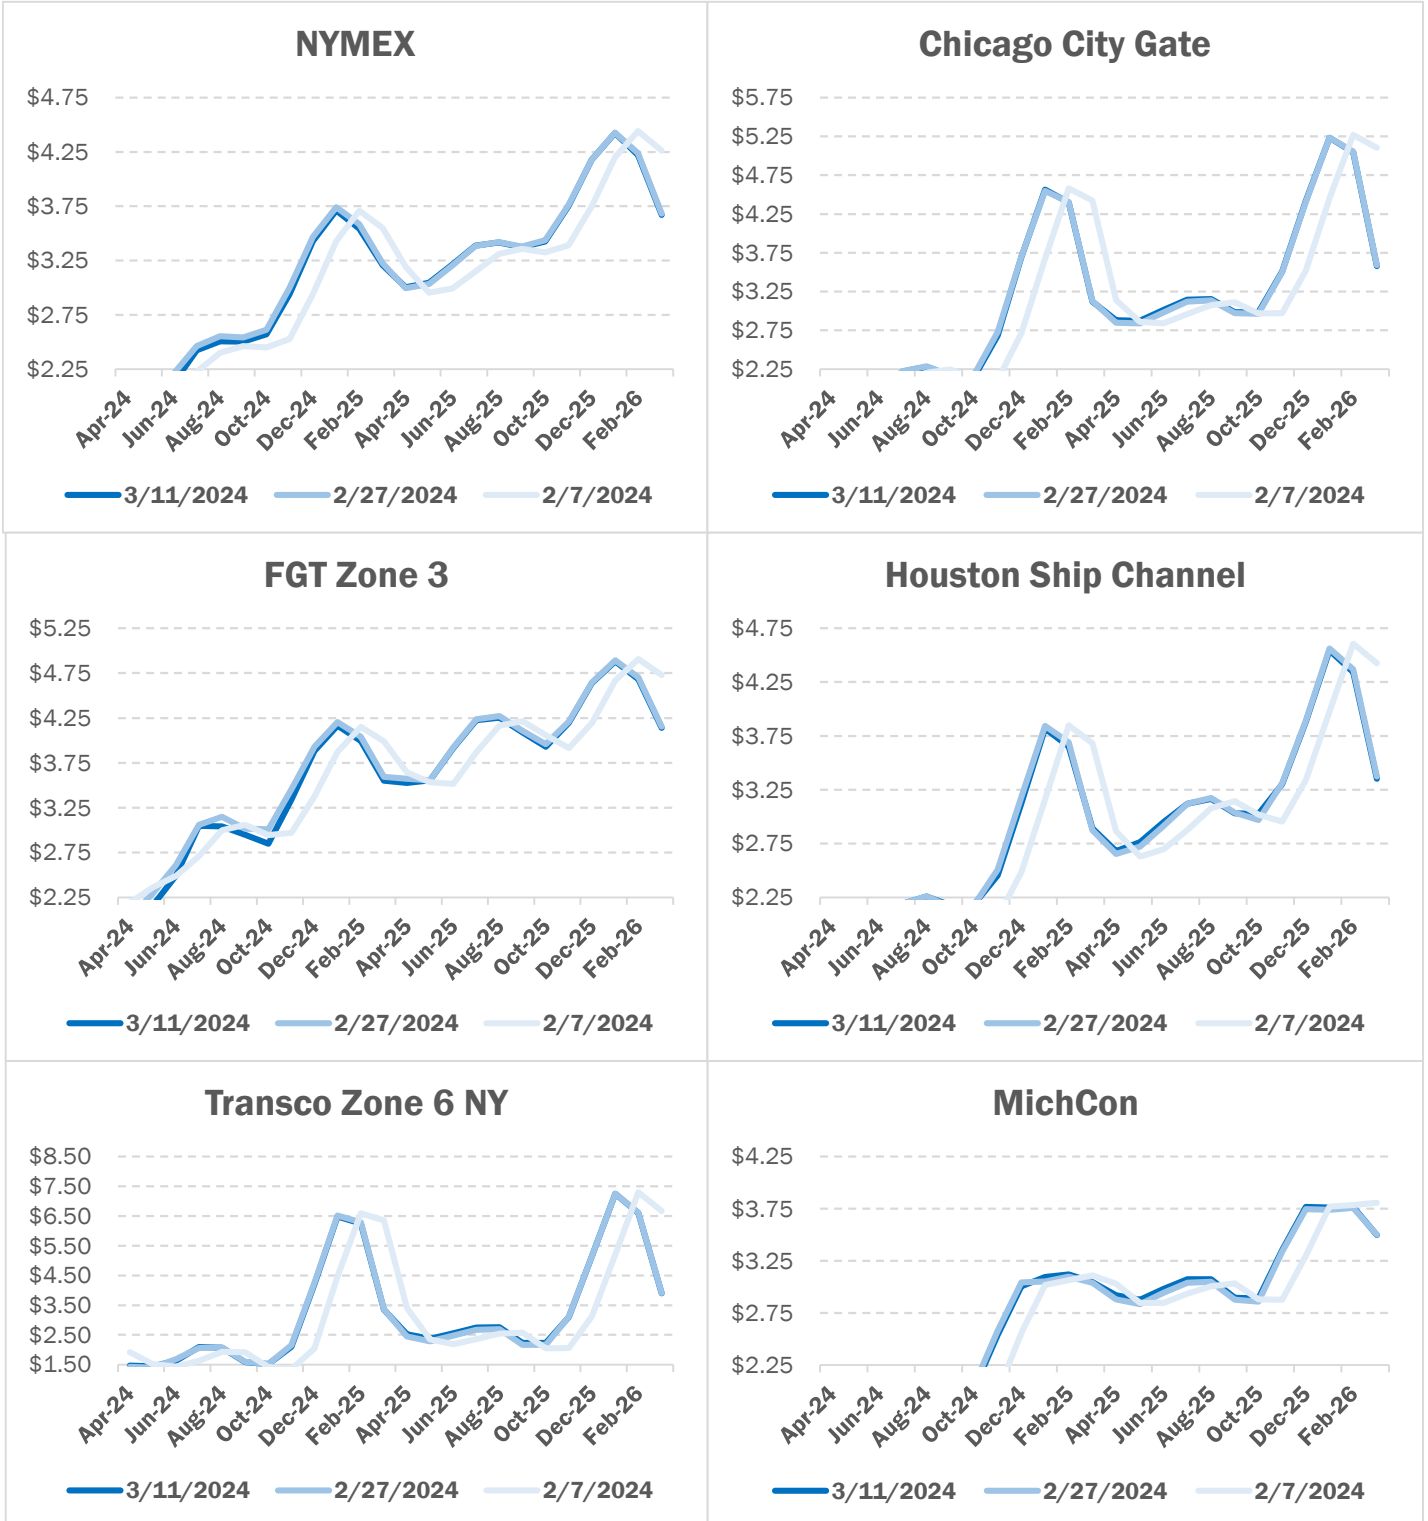 NYMEX
$4.75
$4.25
$3.75
$3.25
$2.75
$2.25
Apr-24
Jun-24
Aug-24
Oct-24
Dec-24
Feb-25
Apr-25
Jun-25
Aug-25
Oct-25
Dec-25
Feb-26
3/11/2024 2/27/2024 2/7/2024
Chicago City Gate
$5.75
$5.25
$4.75
$4.25
$3.75
$3.25
$2.75
$2.25
Apr-24
Jun-24
Aug-24
Oct-24
Dec-24
Feb-25
Apr-25
Jun-25
Aug-25
Oct-25
Dec-25
Feb-26
3/11/2024 2/27/2024 2/7/2024
FGT Zone 3
$5.25
$4.75
$4.25
$3.75
$3.25
$2.75
$2.25
Apr-24
Jun-24
Aug-24
Oct-24
Dec-24
Feb-25
Apr-25
Jun-25
Aug-25
Oct-25
Dec-25
Feb-26
3/11/2024 2/27/2024 2/7/2024
Houston Ship Channel
$4.75
$4.25
$3.75
$3.25
$2.75
$2.25
Apr-24
Jun-24
Aug-24
Oct-24
Dec-24
Feb-25
Apr-25
Jun-25
Aug-25
Oct-25
Dec-25
Feb-26
3/11/2024 2/27/2024 2/7/2024
Transco Zone 6 NY
$8.50
$7.50
$6.50
$5.50
$4.50
$3.50
$2.50
$1.50
Apr-24
Jun-24
Aug-24
Oct-24
Dec-24
Feb-25
Apr-25
Jun-25
Aug-25
Oct-25
Dec-25
Feb-26
3/11/2024 2/27/2024 2/7/2024
MichCon
$4.25
$3.75
$3.25
$2.75
$2.25
Apr-24
Jun-24
Aug-24
Oct-24
Dec-24
Feb-25
Apr-25
Jun-25
Aug-25
Oct-25
Dec-25
Feb-26
3/11/2024 2/27/2024 2/7/2024